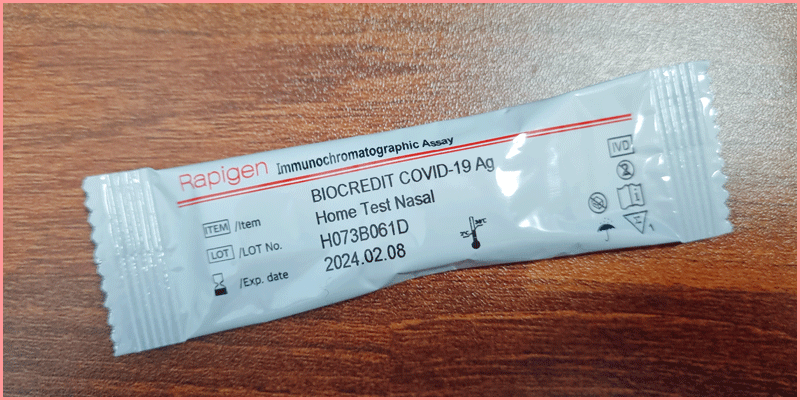 Rapigen Immunochromatographic Assay
ITEM /Item BIOCREDIT COVID-19 Ag
Home Test Nasal
LOT /LOT No. H073B061D
/Exp. date 2024.02.08
IVD
2
i
1